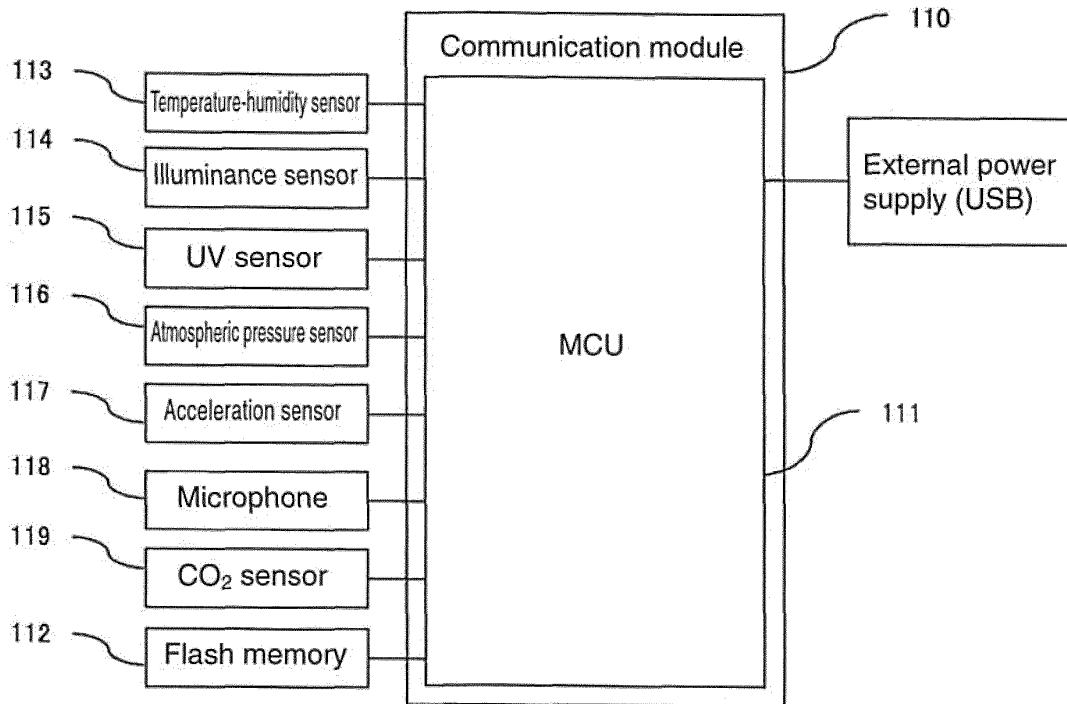 110
Communication module
113
Temperature-humidity sensor
114
Illuminance sensor
External power
supply (USB)
115
UV sensor
116
Atmospheric pressure sensor
MCU
117
Acceleration sensor
111
118
Microphone
119
CO₂ sensor
112
Flash memory